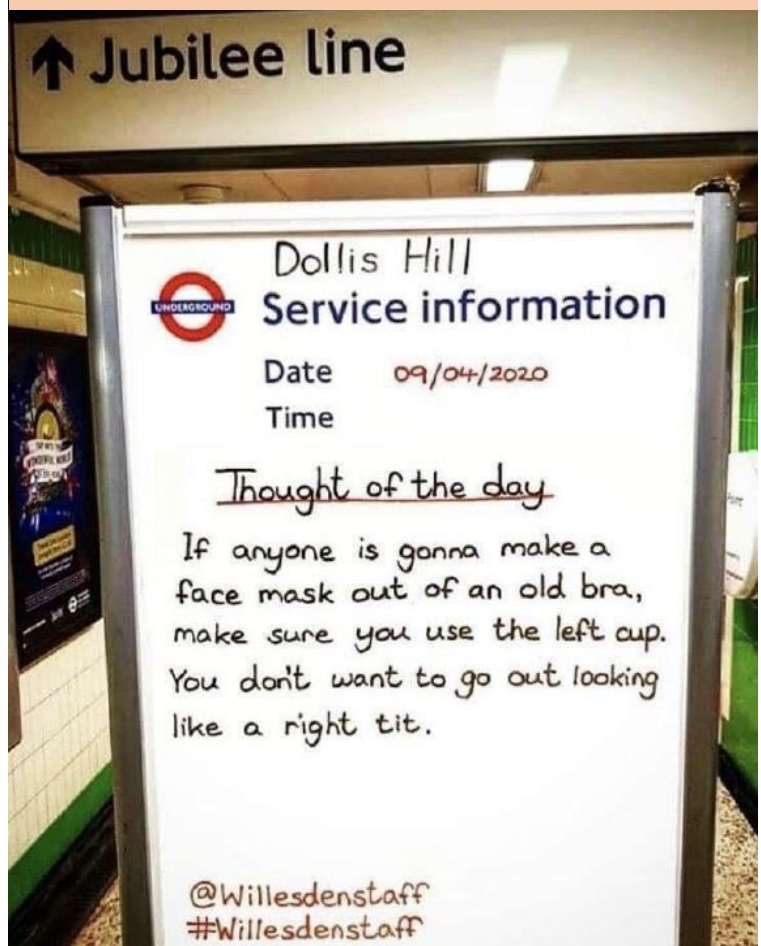 Jubilee line
Dollis Hill
UNDERGROUND
Service information
Date 09/04/2020
Time
Thought of the day
If anyone is gonna make a
face mask out of an old bra,
make sure you use the left cup.
You don't want to go out looking
like a right tit.
@Willesdenstaff
#Willesdenstaff